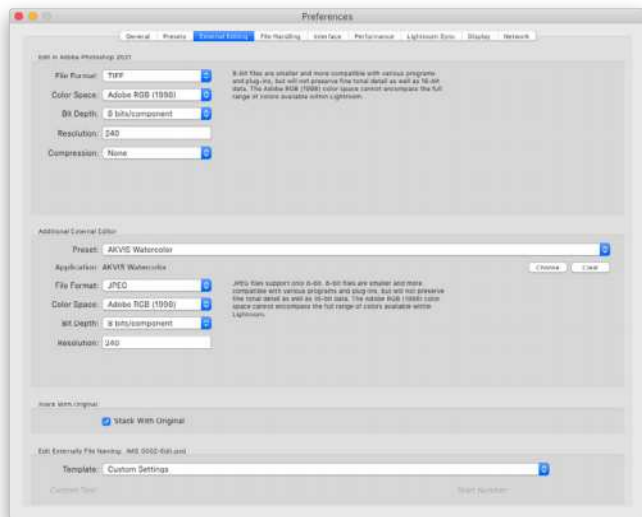 Preferences
General Presets External Editing File Handling Interface Performance Lightroom Sync Display Network
Edit in Adobe Photoshop 2021
File Format: TIFF
Color Space: Adobe RGB (1998)
Bit Depth: 8 bits/component
Resolution: 240
Compression: None
8-bit files are smaller and more compatible with various programs
and plug-ins, but will not preserve fine tonal detail as well as 16-bit
data. The Adobe RGB (1998) color space cannot encompass the full
range of colors available within Lightroom.
Additional External Editor
Preset: AKVIS Watercolor
Application: AKVIS Watercolor
Choose Clear
File Format: JPEG
Color Space: Adobe RGB (1998)
Bit Depth: 8 bits/component
Resolution: 240
JPEG files support only 8-bit. 8-bit files are smaller and more
compatible with various programs and plug-ins, but will not preserve
fine tonal detail as well as 16-bit data. The Adobe RGB (1998) color
space cannot encompass the full range of colors available within
Lightroom.
Stack With Original
Stack With Original
Edit Externally File Naming: IMG_0002-Edit.psd
Template: Custom Settings
Custom Text:
Start Number: